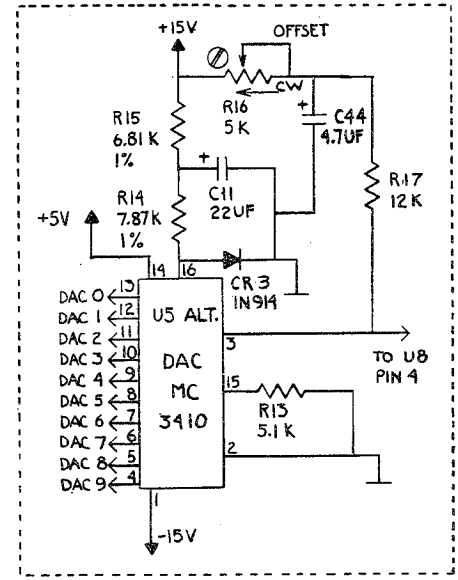 +15V
OFFSET
CW
R16
5K
+
C44
4.7UF
R15
6.81K
1%
+
C11
22UF
R14
7.87K
1%
R17
12K
+5V
14
16
CR3
1N914
U5 ALT.
DAC
MC
3410
DAC 0
13
DAC 1
12
DAC 2
11
DAC 3
10
DAC 4
9
DAC 5
8
DAC 6
7
DAC 7
6
DAC 8
5
DAC 9
4
3
TO U8
PIN 4
15
R13
5.1K
2
1
-15V